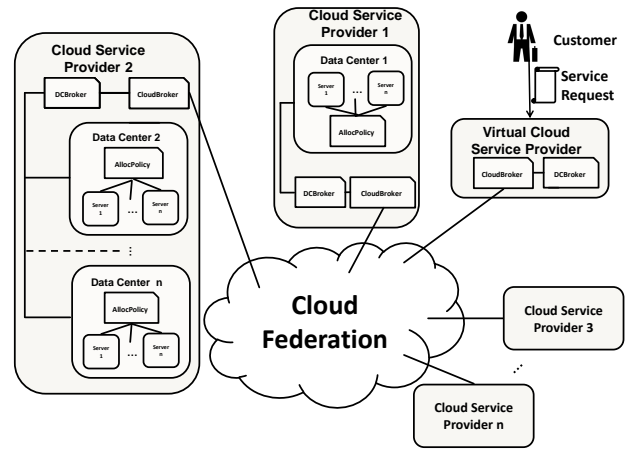 Cloud Service
Provider 2
DCBroker
CloudBroker
Data Center 2
AllocPolicy
Server
1
...
Server
n
...
Data Center n
AllocPolicy
Server
1
...
Server
n
Cloud Service
Provider 1
Data Center 1
Server
1
...
Server
n
AllocPolicy
DCBroker
CloudBroker
Customer
Service
Request
Virtual Cloud
Service Provider
CloudBroker
DCBroker
Cloud
Federation
Cloud Service
Provider 3
...
Cloud Service
Provider n